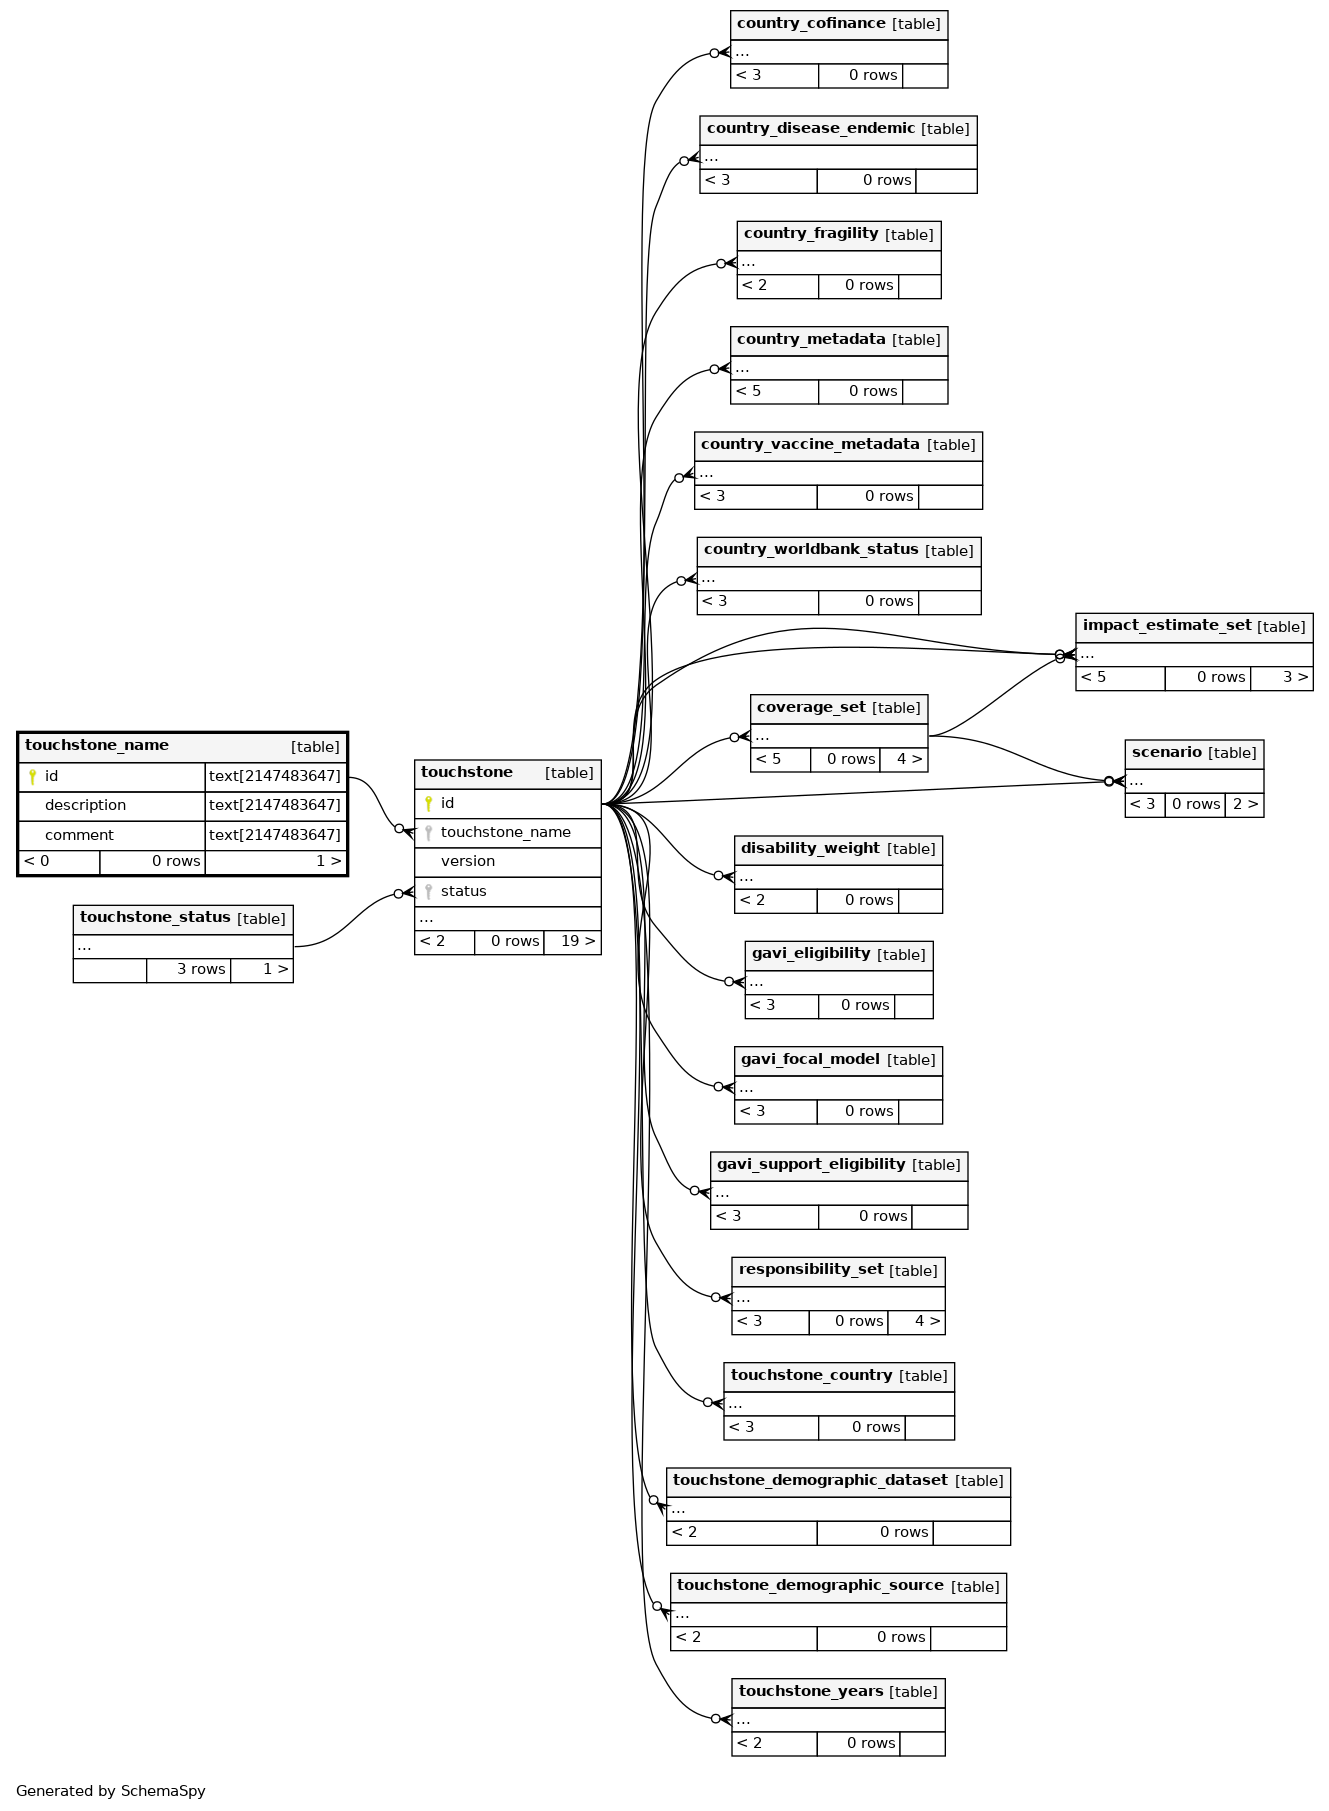 country_cofinance [table]
...
< 3 0 rows
country_disease_endemic [table]
...
< 3 0 rows
country_fragility [table]
...
< 2 0 rows
country_metadata [table]
...
< 5 0 rows
country_vaccine_metadata [table]
...
< 3 0 rows
country_worldbank_status [table]
...
< 3 0 rows
impact_estimate_set [table]
...
< 5 0 rows 3 >
coverage_set [table]
...
< 5 0 rows 4 >
scenario [table]
...
< 3 0 rows 2 >
touchstone_name [table]
id text[2147483647]
description text[2147483647]
comment text[2147483647]
< 0 0 rows 1 >
touchstone [table]
id
touchstone_name
version
status
...
< 2 0 rows 19 >
touchstone_status [table]
...
3 rows 1 >
disability_weight [table]
...
< 2 0 rows
gavi_eligibility [table]
...
< 3 0 rows
gavi_focal_model [table]
...
< 3 0 rows
gavi_support_eligibility [table]
...
< 3 0 rows
responsibility_set [table]
...
< 3 0 rows 4 >
touchstone_country [table]
...
< 3 0 rows
touchstone_demographic_dataset [table]
...
< 2 0 rows
touchstone_demographic_source [table]
...
< 2 0 rows
touchstone_years [table]
...
< 2 0 rows
Generated by SchemaSpy